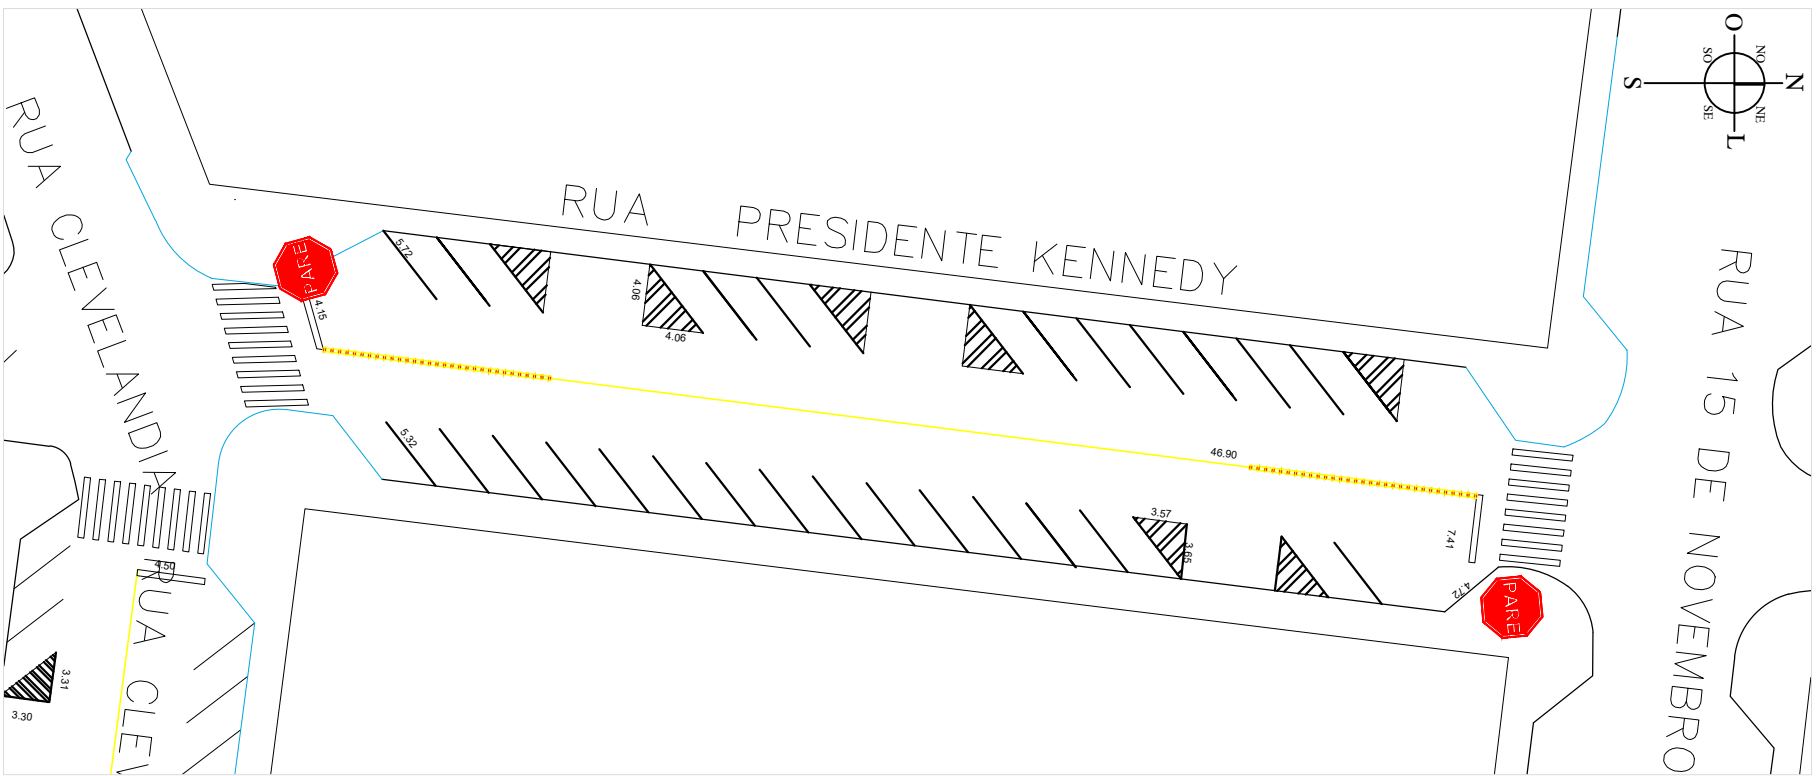 O
NO
N
NE
L
SE
S
SO
RUA PRESIDENTE KENNEDY
RUA CLEVELANDIA
RUA CLEV
RUA 15 DE NOVEMBRO
PARE
PARE
5.72
4.15
4.06
4.06
5.32
46.90
3.57
3.65
7.41
4.72
4.50
3.31
3.30